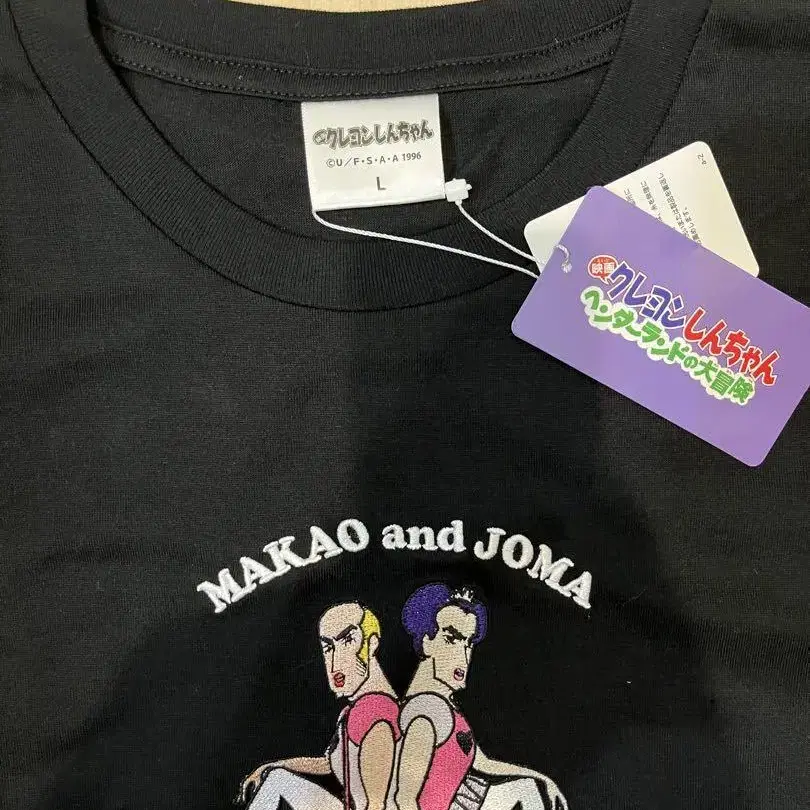 クレヨンしんちゃん
©U/F・S・A・A 1996
L
映画
クレヨンしんちゃん
ヘンダーランドの大冒険
a-2
MAKAO and JOMA